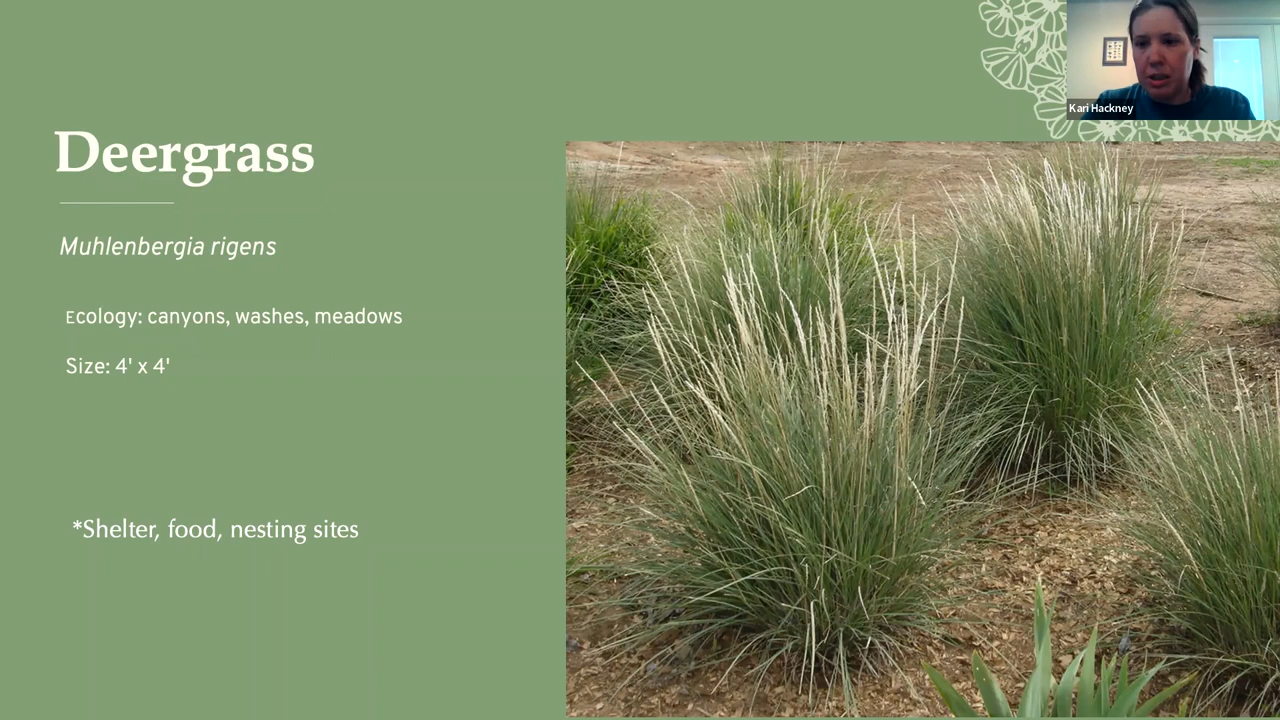 Kari Hackney
Deergrass
Muhlenbergia rigens
Ecology: canyons, washes, meadows
Size: 4' x 4'
*Shelter, food, nesting sites